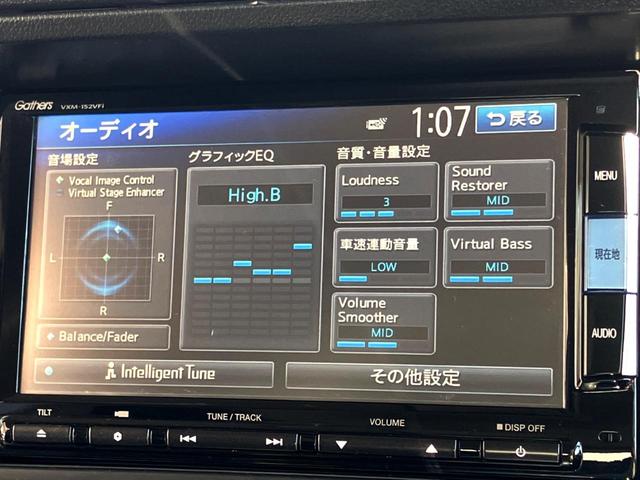 Gathers VXM-152VFi
オーディオ 1:07 戻る
音場設定 グラフィックEQ 音質・音量設定
Vocal Image Control
Virtual Stage Enhancer
F
L R
R
Balance/Fader
High.B
Loudness
3
Sound
Restorer
MID
車速連動音量
LOW
Virtual Bass
MID
Volume
Smoother
MID
Intelligent Tune
その他設定
MENU
現在地
AUDIO
TILT TUNE / TRACK VOLUME DISP OFF